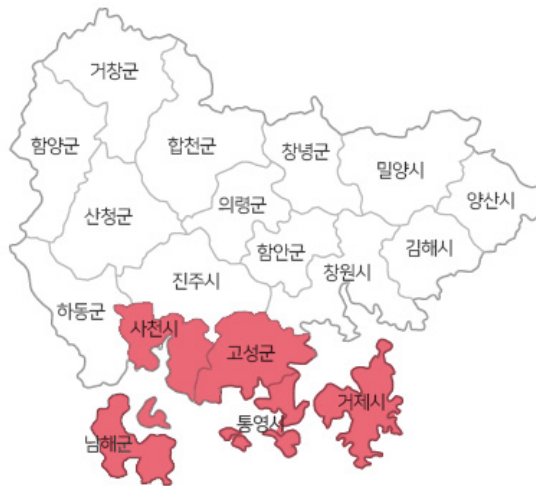 거창군
함양군
합천군
창녕군
밀양시
양산시
산청군
의령군
함안군
김해시
진주시
창원시
하동군
사천시
고성군
거제시
통영시
남해군